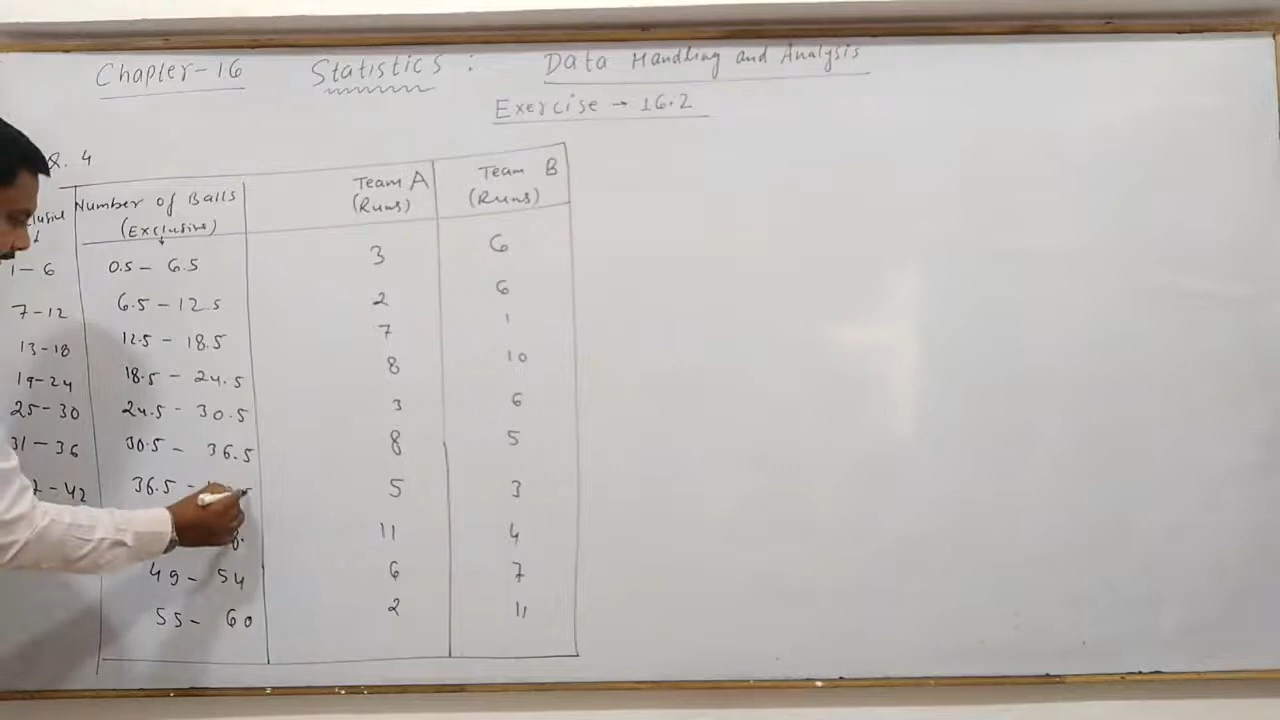 Chapler-16 Statistics : Data Handling and Analysis
Exercise → 16.2
Q. 4
Number of Balls Team A Team B
(Exclusive) (Runs) (Runs)
1-6 0.5-6.5 3 6
7-12 6.5-12.5 2 6
13-18 12.5-18.5 7 1
19-24 18.5-24.5 8 10
25-30 24.5-30.5 3 6
31-36 30.5-36.5 8 5
-42 36.5- 5 3
8. 11 4
49-54 6 7
55-60 2 11